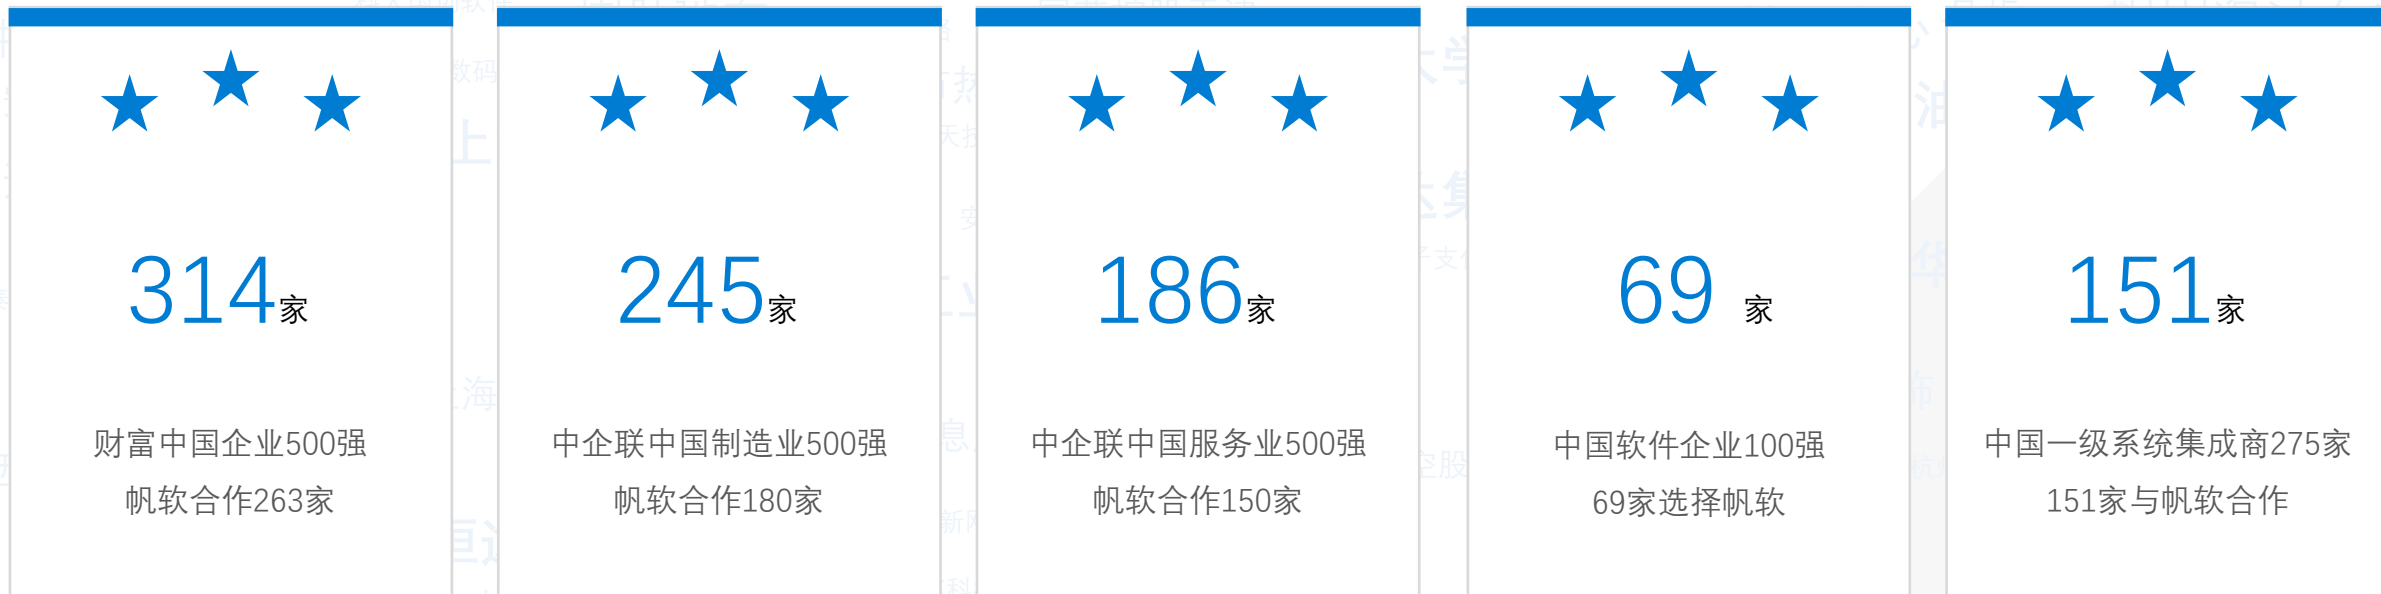 314家
财富中国企业500强
帆软合作263家
245家
中企联中国制造业500强
帆软合作180家
186家
中企联中国服务业500强
帆软合作150家
69 家
中国软件企业100强
69家选择帆软
151家
中国一级系统集成商275家
151家与帆软合作